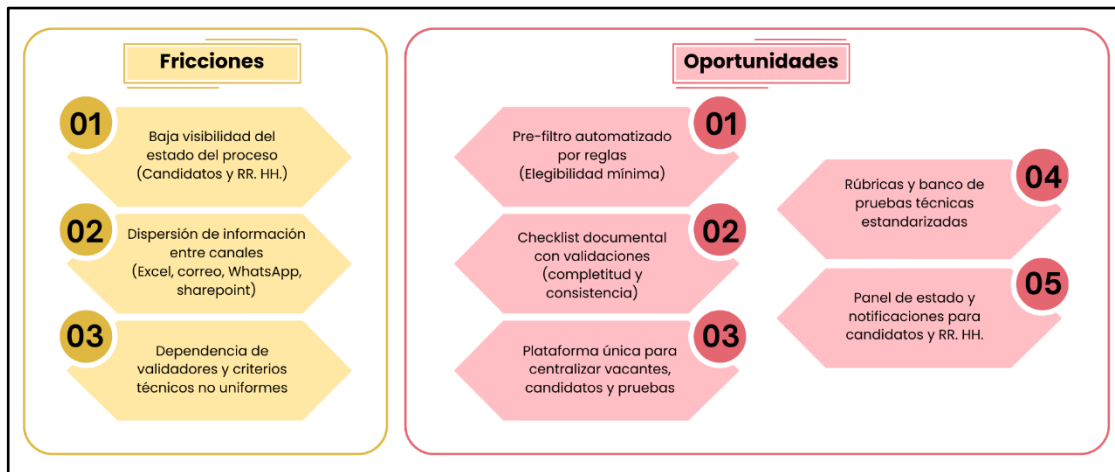 Fricciones
01
Baja visibilidad del
estado del proceso
(Candidatos y RR. HH.)
02
Dispersión de información
entre canales
(Excel, correo, WhatsApp,
sharepoint)
03
Dependencia de
validadores y criterios
técnicos no uniformes
Oportunidades
01
Pre-filtro automatizado
por reglas
(Elegibilidad mínima)
02
Checklist documental
con validaciones
(completitud y
consistencia)
03
Plataforma única para
centralizar vacantes,
candidatos y pruebas
04
Rúbricas y banco de
pruebas técnicas
estandarizadas
05
Panel de estado y
notificaciones para
candidatos y RR. HH.